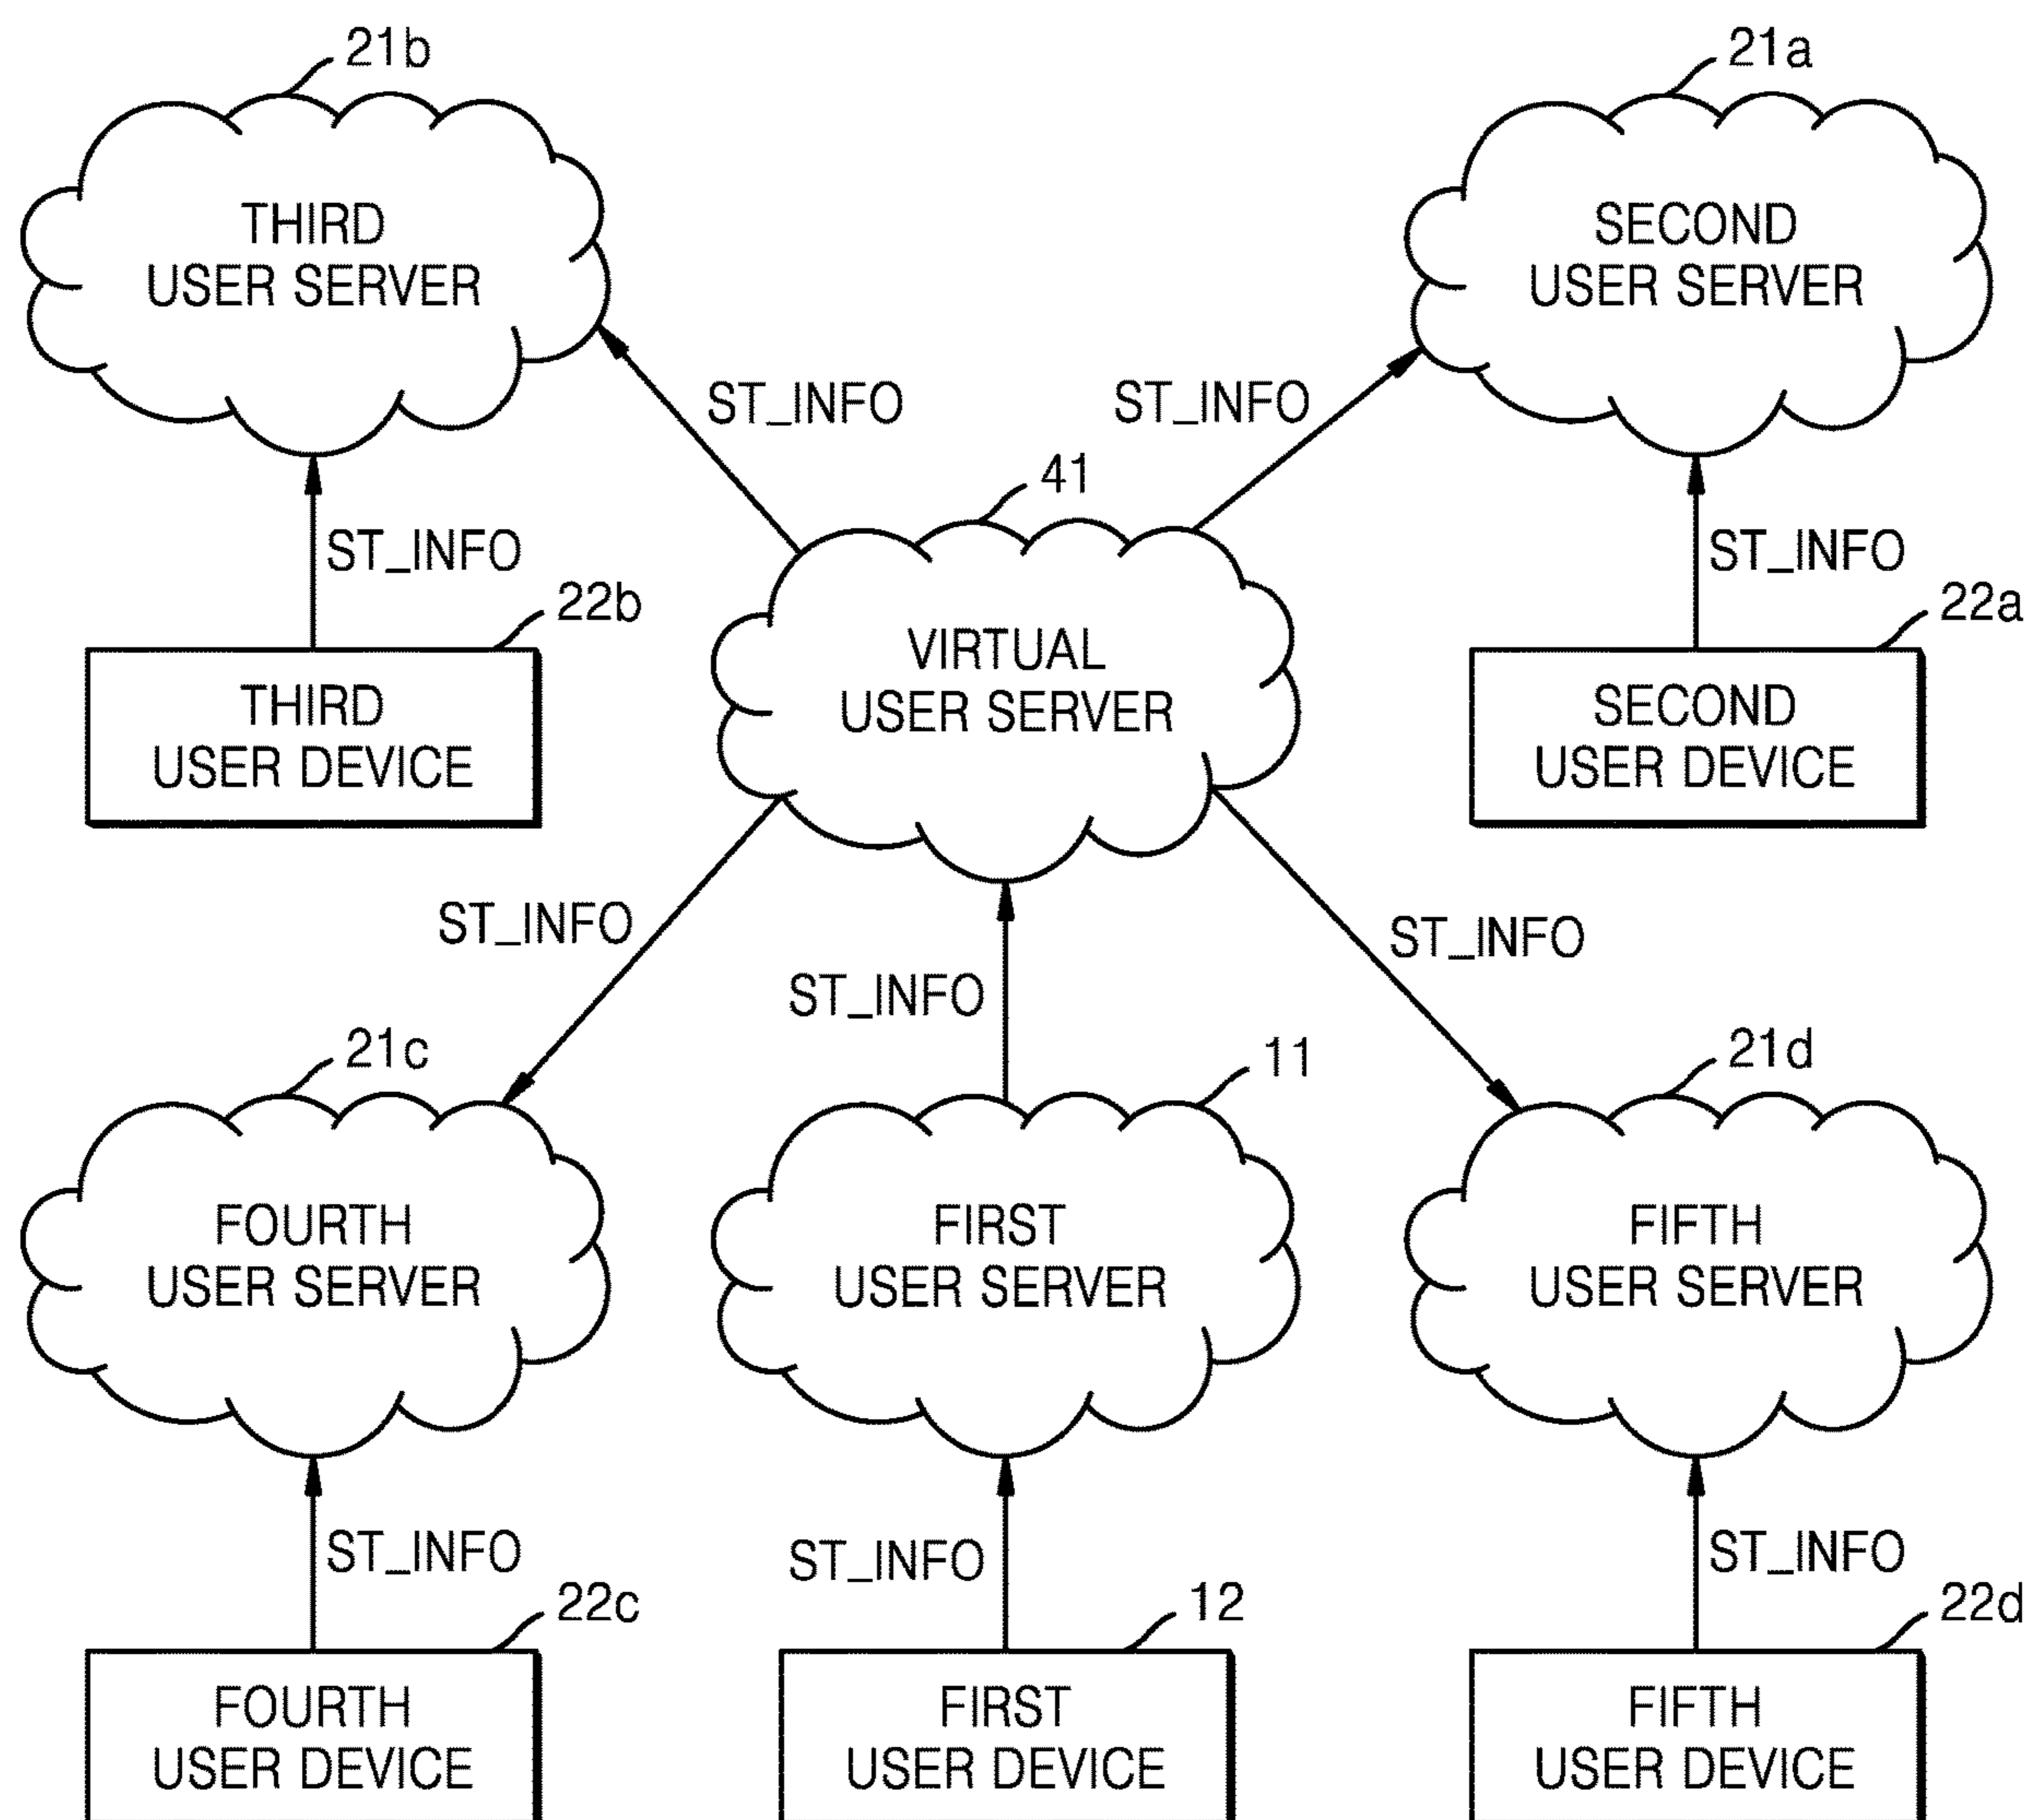 21b
21a
THIRD
USER SERVER
SECOND
USER SERVER
ST_INFO
ST_INFO
41
ST_INFO
ST_INFO
22b
22a
VIRTUAL
USER SERVER
THIRD
USER DEVICE
SECOND
USER DEVICE
ST_INFO
ST_INFO
ST_INFO
21c
11
21d
FOURTH
USER SERVER
FIRST
USER SERVER
FIFTH
USER SERVER
ST_INFO
ST_INFO
ST_INFO
22c
12
22d
FOURTH
USER DEVICE
FIRST
USER DEVICE
FIFTH
USER DEVICE